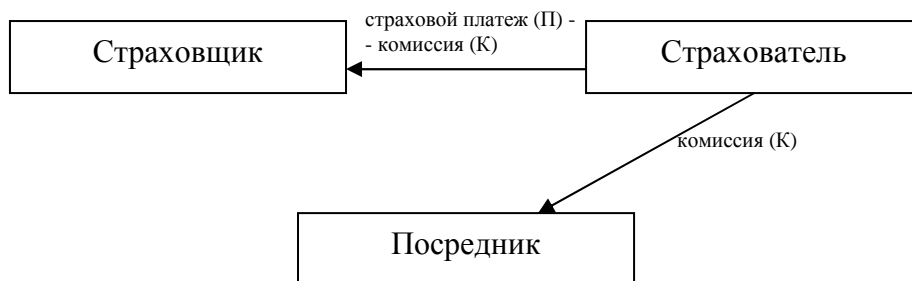 страховой платеж (П) -
- комиссия (К)
Страховщик
Страхователь
комиссия (К)
Посредник